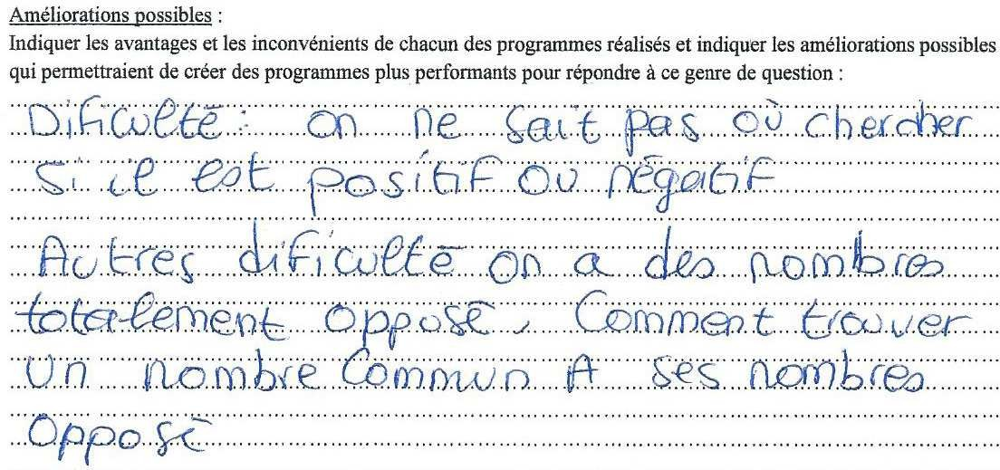 Améliorations possibles :
Indiquer les avantages et les inconvénients de chacun des programmes réalisés et indiquer les améliorations possibles
qui permettraient de créer des programmes plus performants pour répondre à ce genre de question :
Dificulté : on ne sait pas où chercher
si il est positif ou négatif
Autres dificulté on a des nombres
totalement opposé, Comment trouver
un nombre Commun A ses nombres
opposé